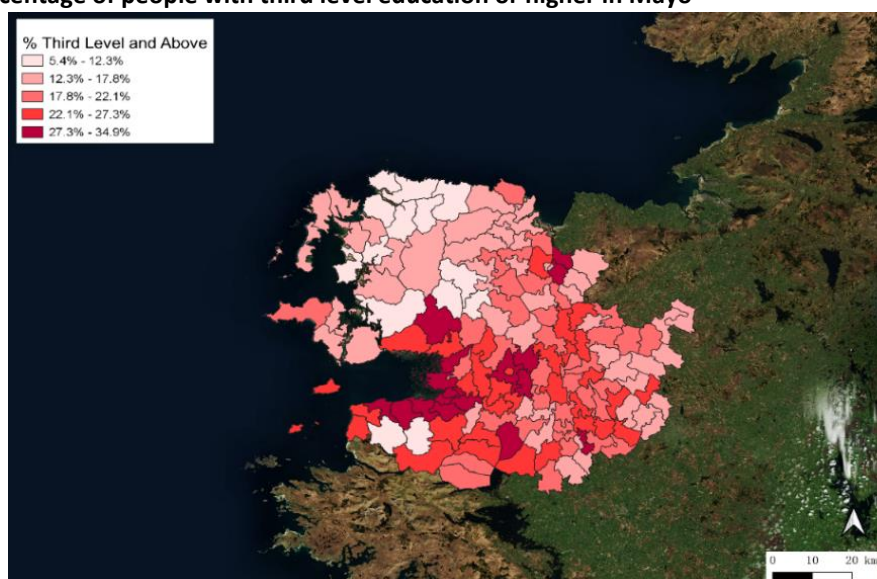 centage of people with third level education or higher in Mayo
% Third Level and Above
5.4% - 12.3%
12.3% - 17.8%
17.8% - 22.1%
22.1% - 27.3%
27.3% - 34.9%
0 10 20 km